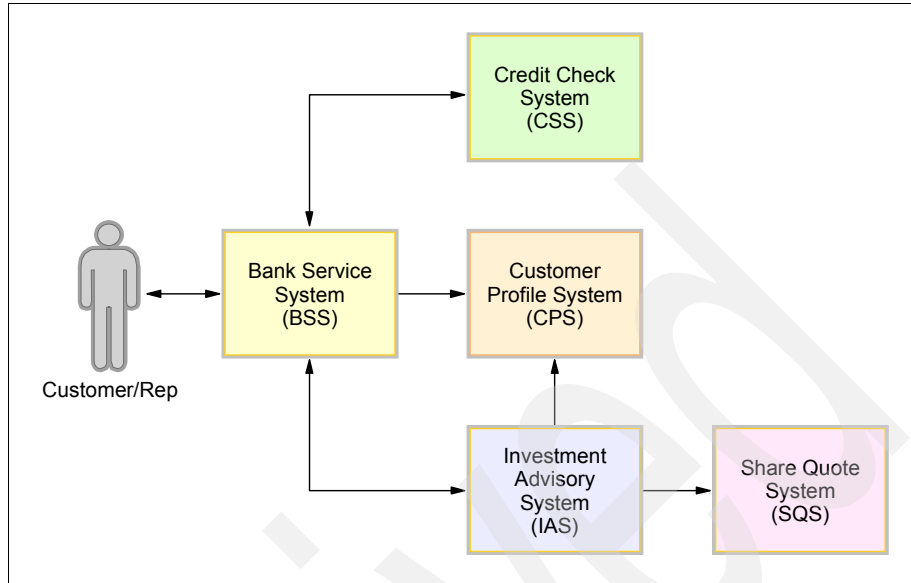 Credit Check
System
(CSS)
Bank Service
System
(BSS)
Customer
Profile System
(CPS)
Customer/Rep
Investment
Advisory
System
(IAS)
Share Quote
System
(SQS)